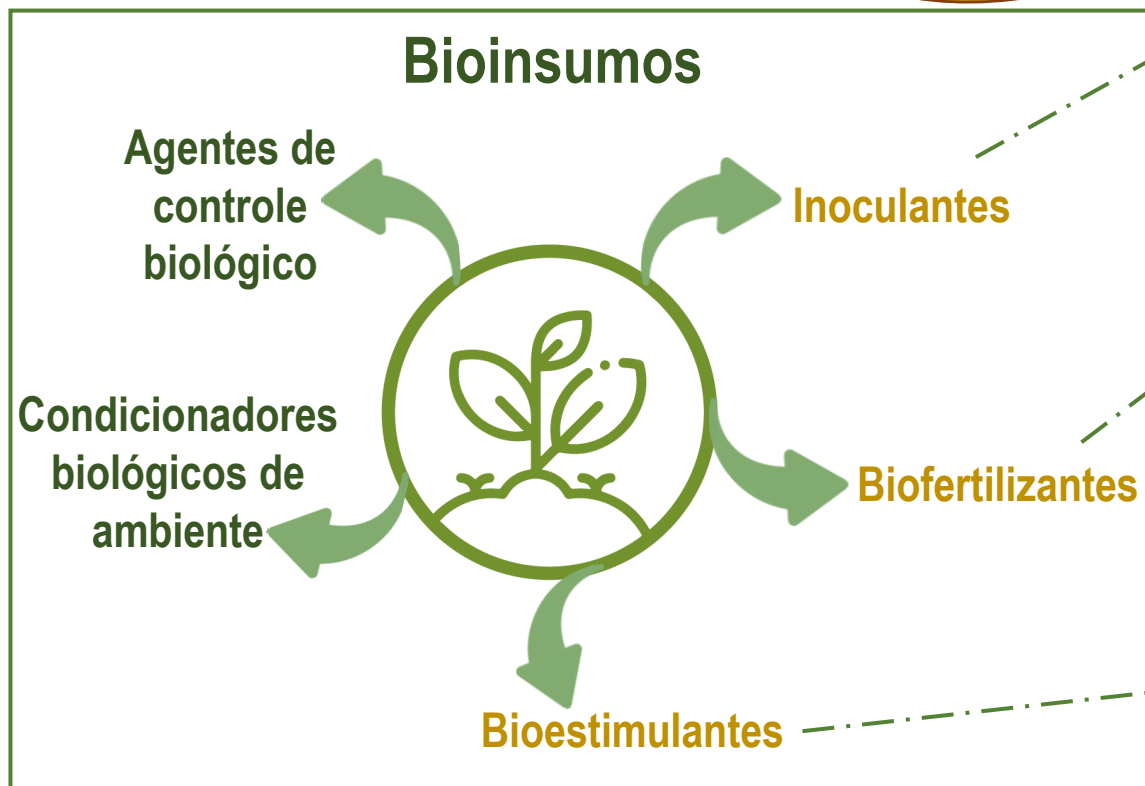 Bioinsumos
Agentes de
controle
biológico
Inoculantes
Condicionadores
biológicos de
ambiente
Biofertilizantes
Bioestimulantes